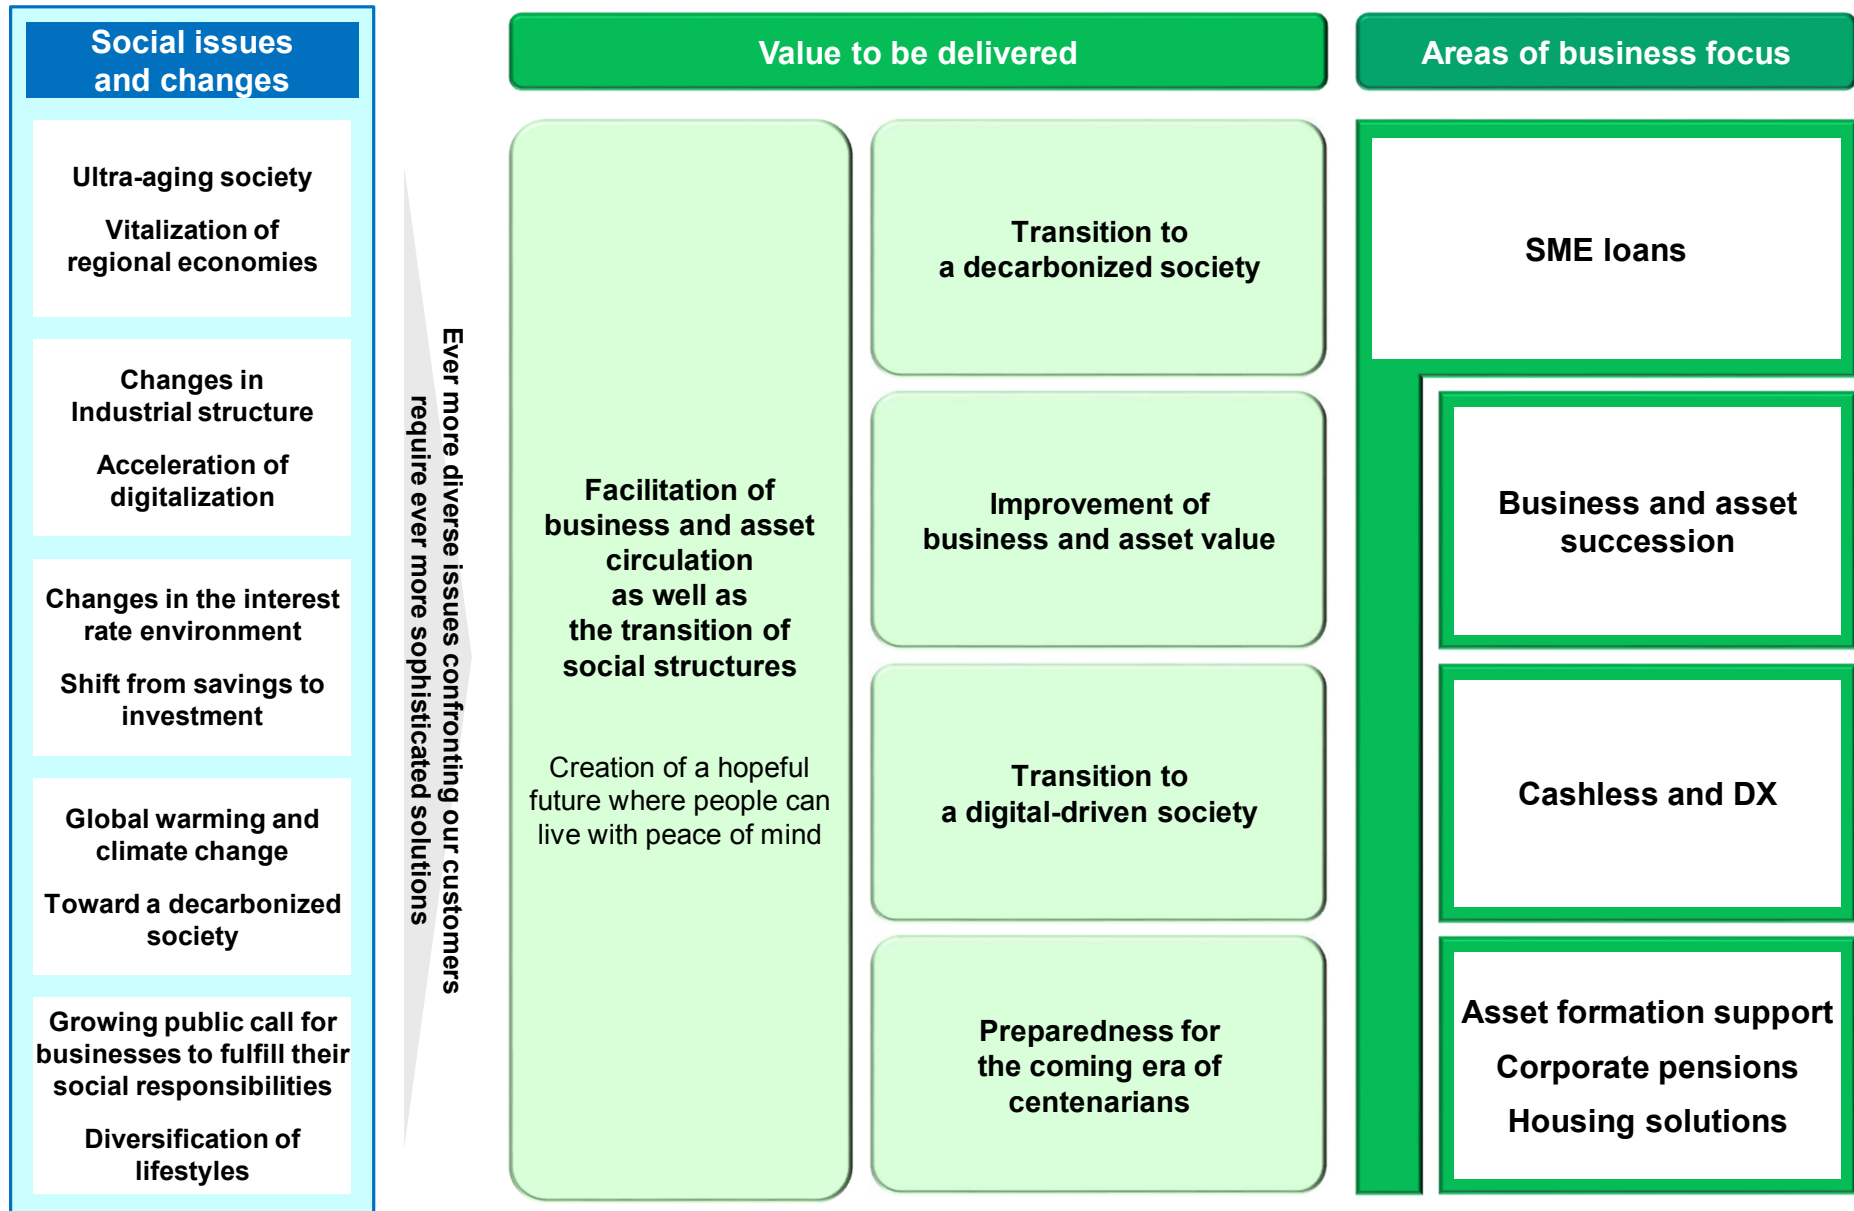 Social issues
and changes
Ultra-aging society
Vitalization of
regional economies
Changes in
Industrial structure
Acceleration of
digitalization
Changes in the interest
rate environment
Shift from savings to
investment
Global warming and
climate change
Toward a decarbonized
society
Growing public call for
businesses to fulfill their
social responsibilities
Diversification of
lifestyles
Ever more diverse issues confronting our customers
require ever more sophisticated solutions
Value to be delivered
Facilitation of
business and asset
circulation
as well as
the transition of
social structures
Creation of a hopeful
future where people can
live with peace of mind
Transition to
a decarbonized society
Improvement of
business and asset value
Transition to
a digital-driven society
Preparedness for
the coming era of
centenarians
Areas of business focus
SME loans
Business and asset
succession
Cashless and DX
Asset formation support
Corporate pensions
Housing solutions